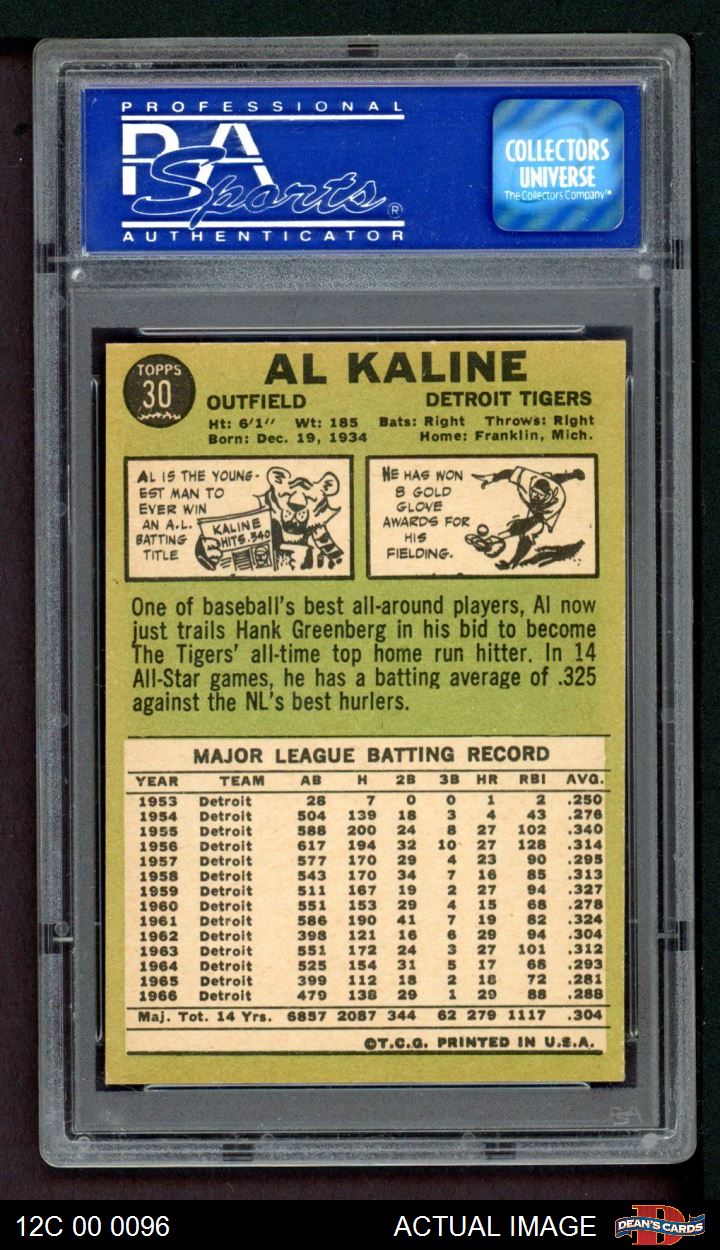 PROFESSIONAL
PSA
Sports®
AUTHENTICATOR
COLLECTORS
UNIVERSE
The Collectors Company™
TOPPS
30
AL KALINE
OUTFIELD DETROIT TIGERS
Ht: 6'1" Wt: 185 Bats: Right Throws: Right
Born: Dec. 19, 1934 Home: Franklin, Mich.
AL IS THE YOUNG-
EST MAN TO
EVER WIN
AN A.L.
BATTING
TITLE
KALINE
HITS .340
HE HAS WON
8 GOLD
GLOVE
AWARDS FOR
HIS
FIELDING.
One of baseball's best all-around players, Al now
just trails Hank Greenberg in his bid to become
The Tigers' all-time top home run hitter. In 14
All-Star games, he has a batting average of .325
against the NL's best hurlers.
MAJOR LEAGUE BATTING RECORD
YEAR TEAM AB H 2B 3B HR RBI AVG.
1953 Detroit 28 7 0 0 1 2 .250
1954 Detroit 504 139 18 3 4 43 .276
1955 Detroit 588 200 24 8 27 102 .340
1956 Detroit 617 194 32 10 27 128 .314
1957 Detroit 577 170 29 4 23 90 .295
1958 Detroit 543 170 34 7 16 85 .313
1959 Detroit 511 167 19 2 27 94 .327
1960 Detroit 551 153 29 4 15 68 .278
1961 Detroit 586 190 41 7 19 82 .324
1962 Detroit 398 121 16 6 29 94 .304
1963 Detroit 551 172 24 3 27 101 .312
1964 Detroit 525 154 31 5 17 68 .293
1965 Detroit 399 112 18 2 18 72 .281
1966 Detroit 479 138 29 1 29 88 .288
Maj. Tot. 14 Yrs. 6857 2087 344 62 279 1117 .304
©T.C.G. PRINTED IN U.S.A.
12C 00 0096 ACTUAL IMAGE
DEAN'S CARDS